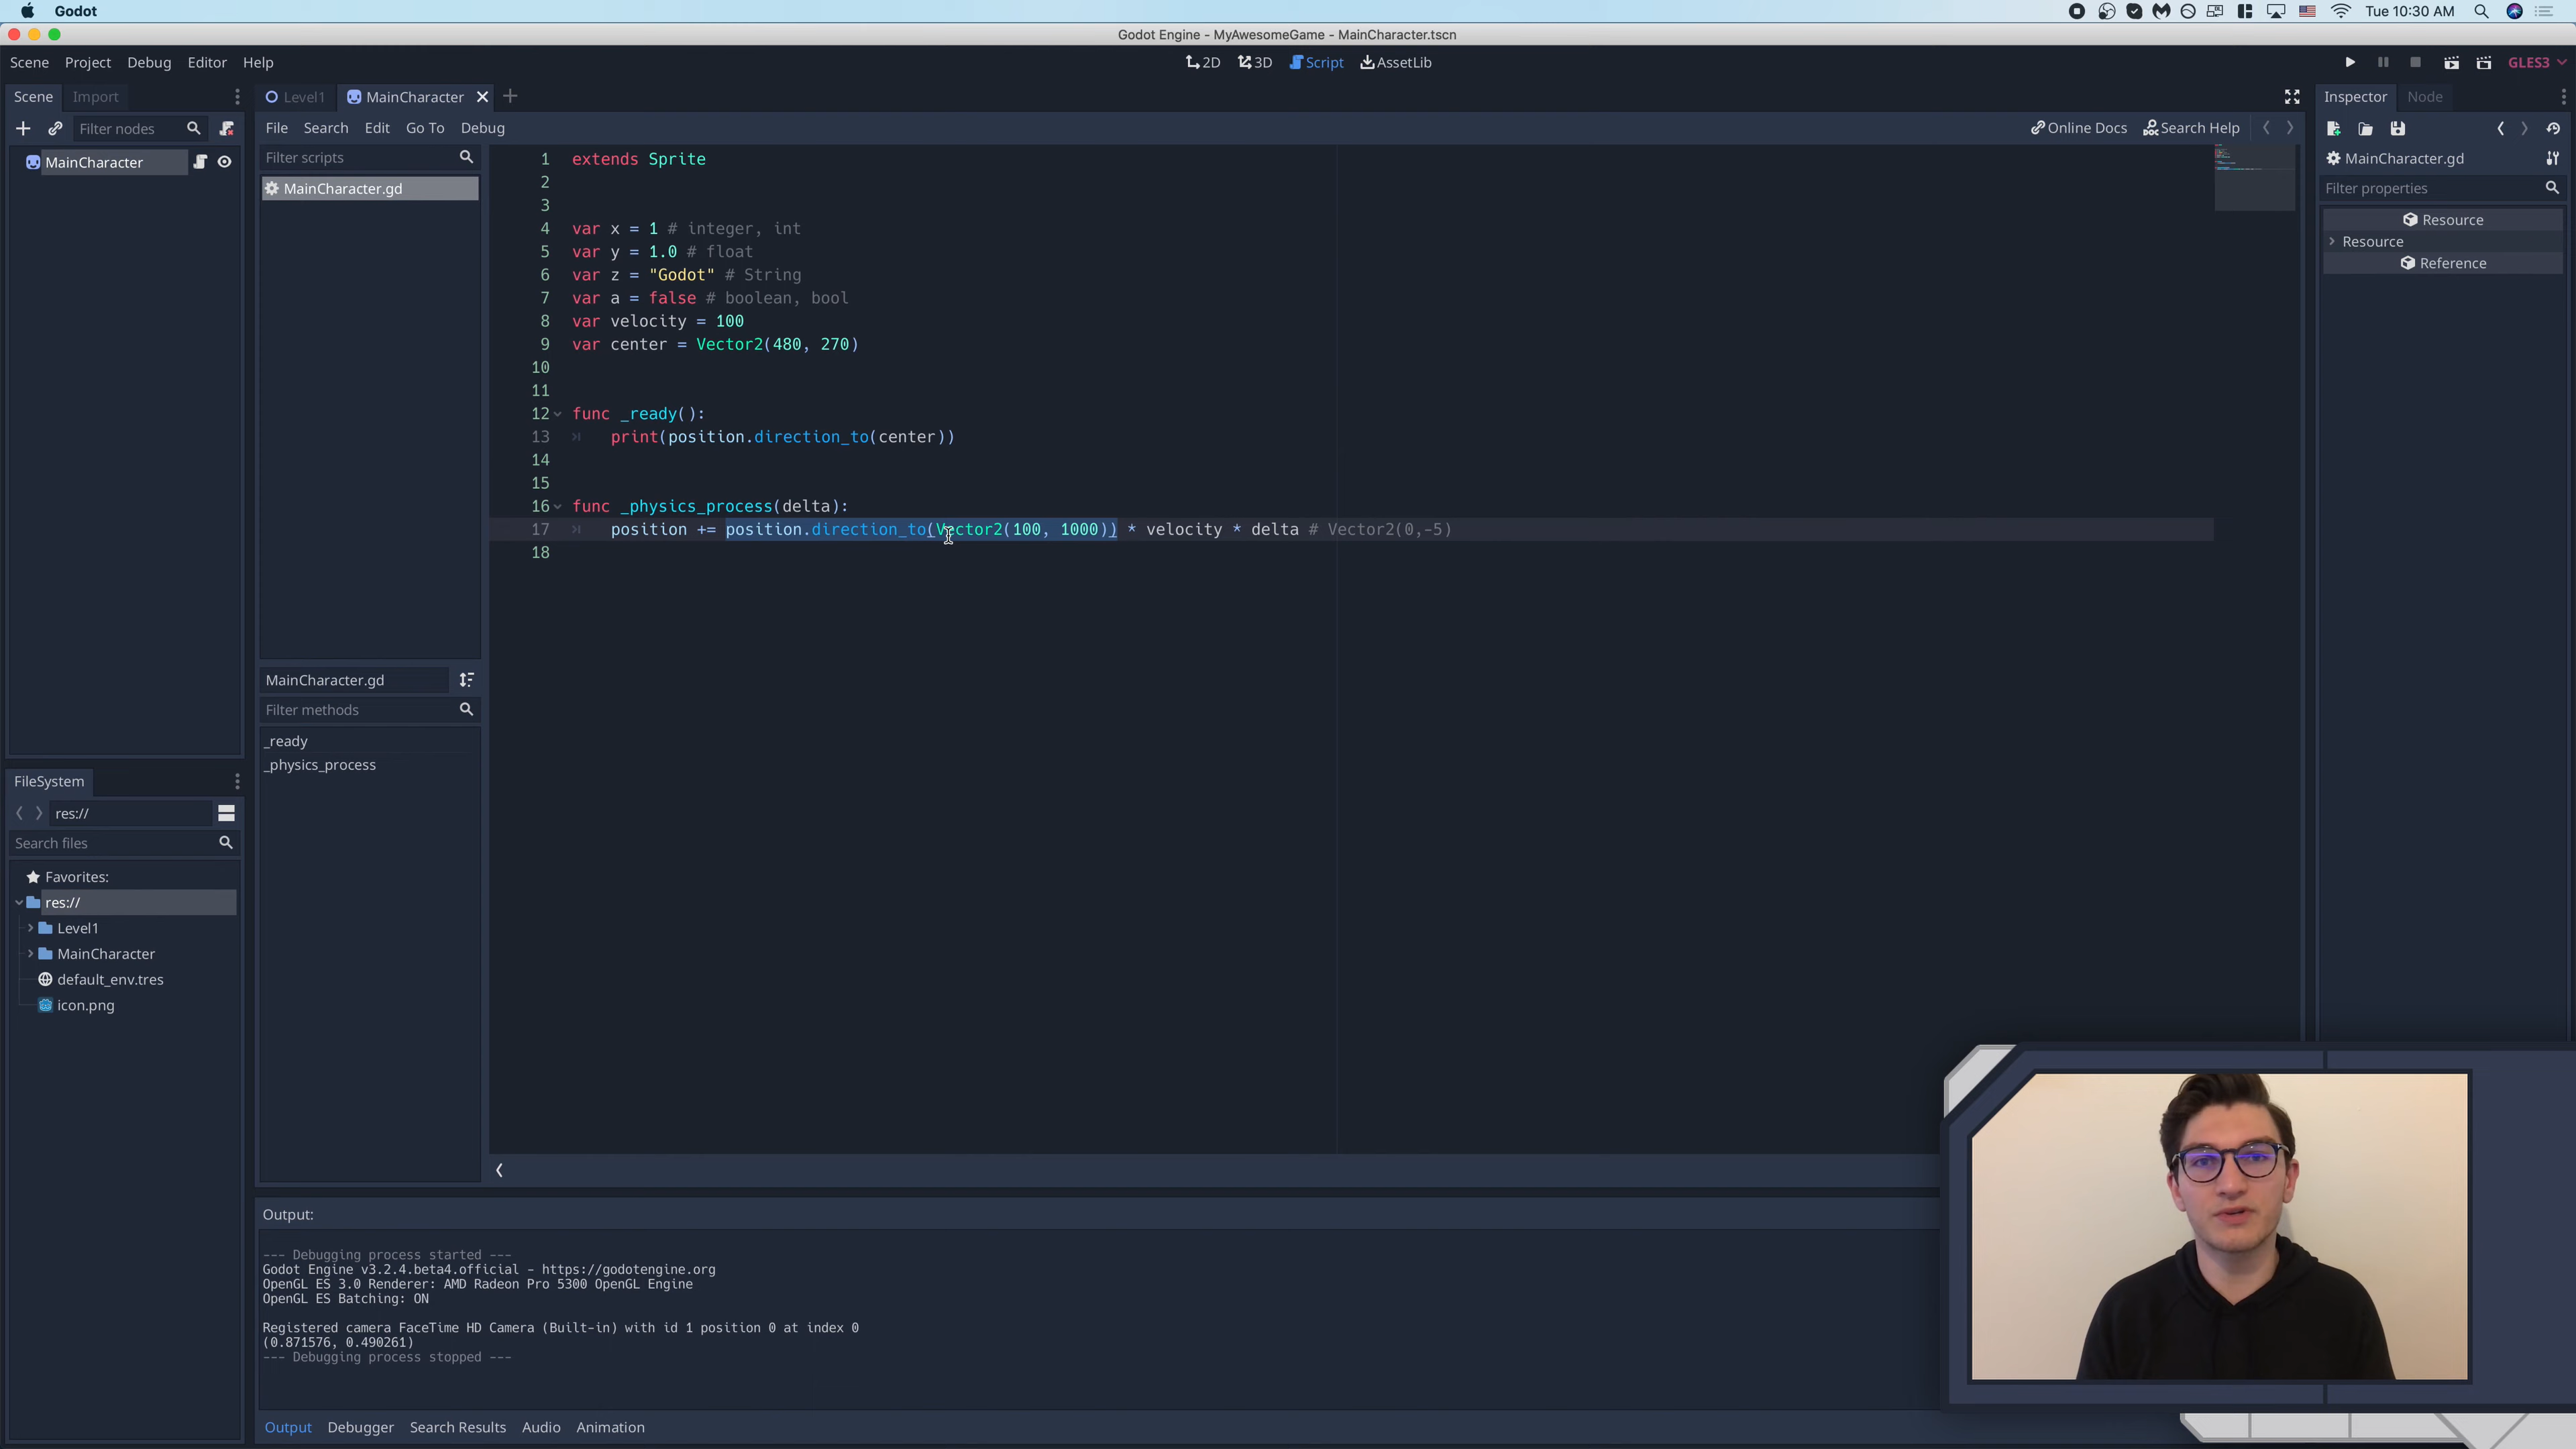 Godot
Tue 10:30 AM
Godot Engine - MyAwesomeGame - MainCharacter.tscn
Scene Project Debug Editor Help
2D 3D Script AssetLib
GLES3
Scene Import
Level1 MainCharacter
Inspector Node
Filter nodes
File Search Edit Go To Debug
Online Docs Search Help
MainCharacter
Filter scripts
MainCharacter.gd
MainCharacter.gd
Filter properties
Resource
Resource
Reference
1 extends Sprite
2
3
4 var x = 1 # integer, int
5 var y = 1.0 # float
6 var z = "Godot" # String
7 var a = false # boolean, bool
8 var velocity = 100
9 var center = Vector2(480, 270)
10
11
12 func _ready():
13 print(position.direction_to(center))
14
15
16 func _physics_process(delta):
17 position += position.direction_to(Vector2(100, 1000)) * velocity * delta # Vector2(0,-5)
18
MainCharacter.gd
Filter methods
_ready
_physics_process
FileSystem
res://
Search files
Favorites:
res://
Level1
MainCharacter
default_env.tres
icon.png
Output:
--- Debugging process started ---
Godot Engine v3.2.4.beta4.official - https://godotengine.org
OpenGL ES 3.0 Renderer: AMD Radeon Pro 5300 OpenGL Engine
OpenGL ES Batching: ON
Registered camera FaceTime HD Camera (Built-in) with id 1 position 0 at index 0
(0.871576, 0.490261)
--- Debugging process stopped ---
Output Debugger Search Results Audio Animation